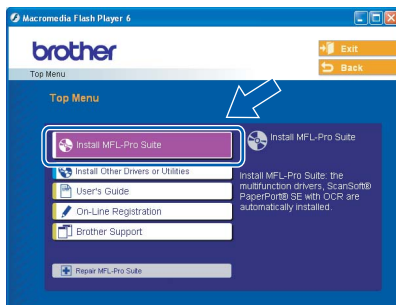 Macromedia Flash Player 6
brother
Exit
Back
Top Menu
Top Menu
Install MFL-Pro Suite
Install Other Drivers or Utilities
User's Guide
On-Line Registration
Brother Support
Repair MFL-Pro Suite
Install MFL-Pro Suite
Install MFL-Pro Suite: the
multifunction drivers, ScanSoft®
PaperPort® SE with OCR are
automatically installed.